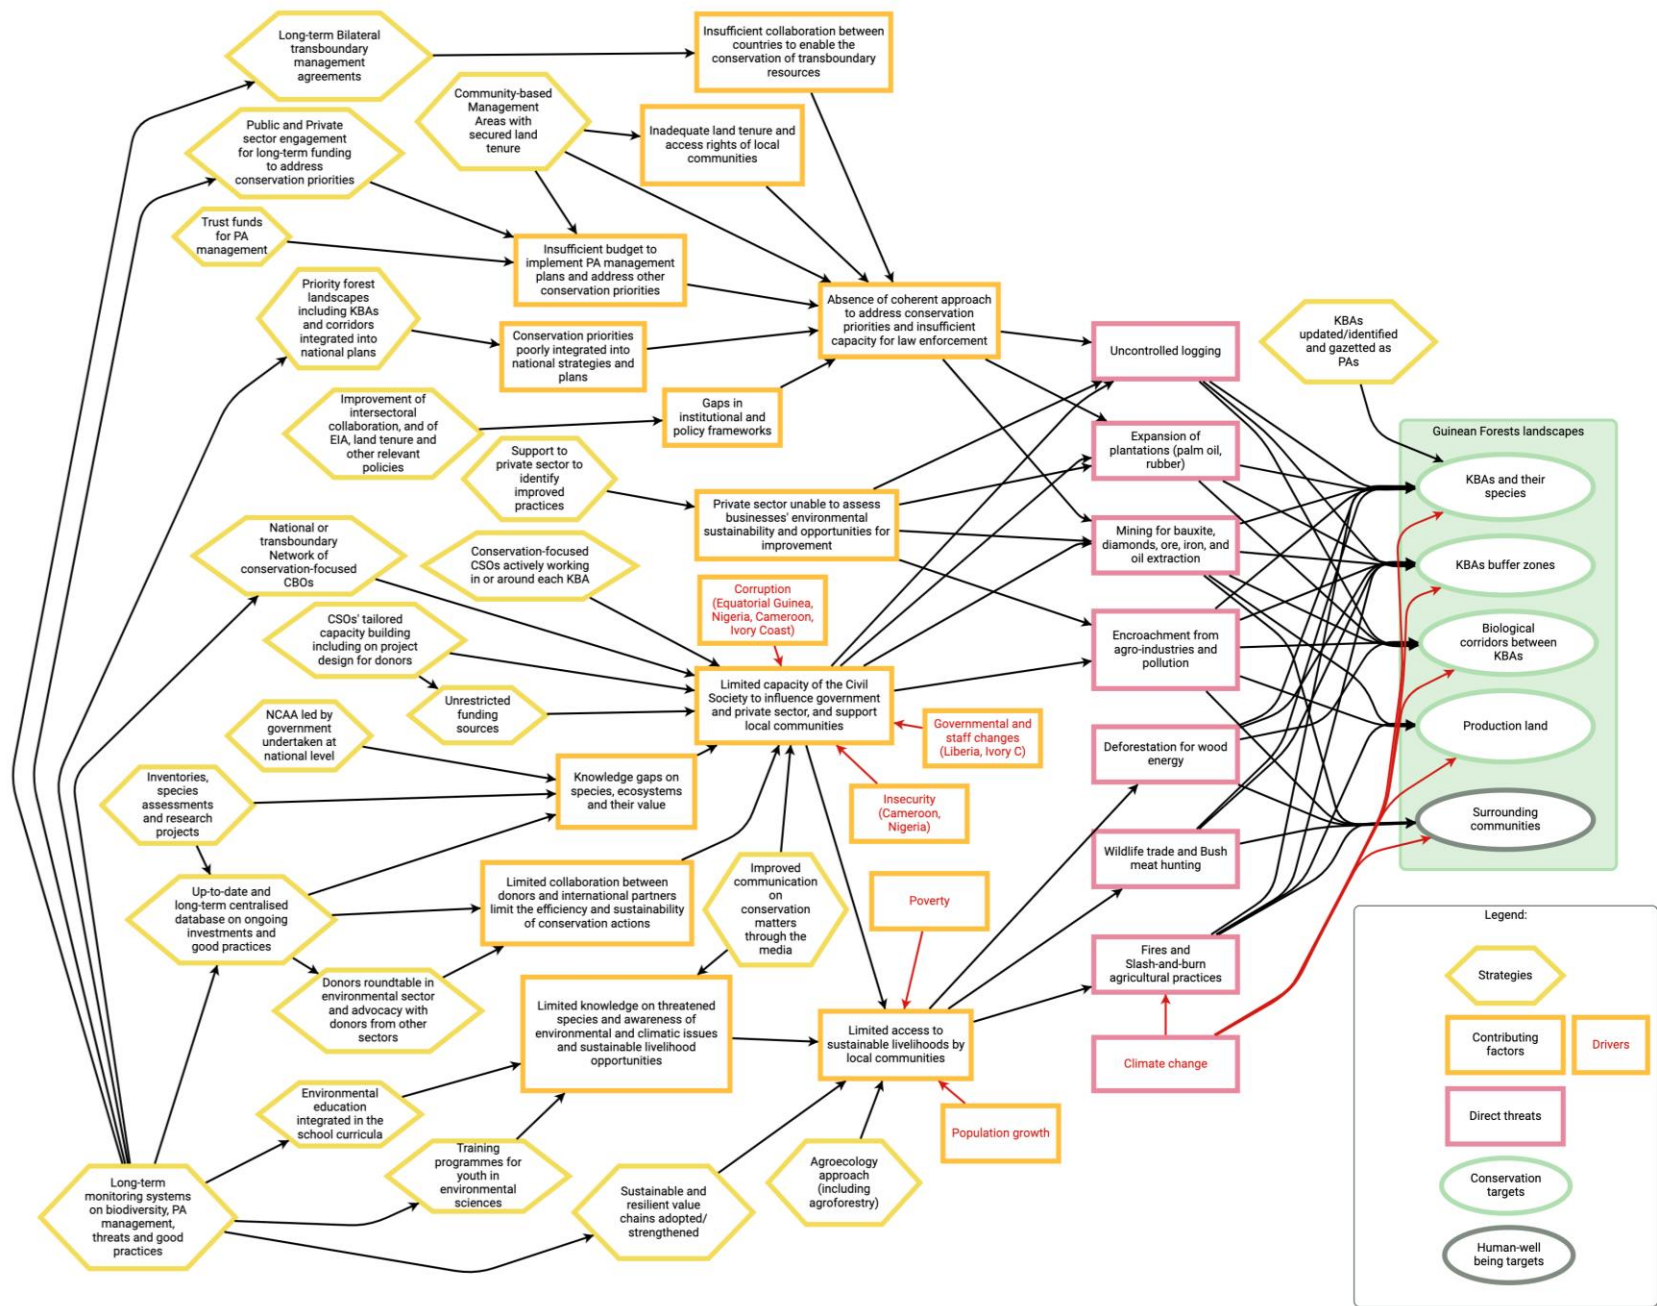 Long-term Bilateral
transboundary
management
agreements
Insufficient collaboration between
countries to enable the
conservation of transboundary
resources
Community-based
Management
Areas with
secured land
tenure
Public and Private
sector engagement
for long-term funding
to address
conservation priorities
Inadequate land tenure and
access rights of local
communities
Trust funds
for PA
management
Insufficient budget to
implement PA management
plans and address other
conservation priorities
Priority forest
landscapes
including KBAs
and corridors
integrated into
national plans
Absence of coherent approach
to address conservation
priorities and insufficient
capacity for law enforcement
KBAs
updated/identified
and gazetted as
PAs
Conservation priorities
poorly integrated into
national strategies and
plans
Uncontrolled logging
Improvement of
intersectoral
collaboration, and of
EIA, land tenure and
other relevant
policies
Gaps in
institutional and
policy frameworks
Expansion of
plantations (palm oil,
rubber)
Guinean Forests landscapes
Support to
private sector to
identify
improved
practices
KBAs and their
species
Private sector unable to assess
businesses' environmental
sustainability and opportunities for
improvement
Mining for bauxite,
diamonds, ore, iron, and
oil extraction
National or
transboundary
Network of
conservation-focused
CBOs
Conservation-focused
CSOs actively working
in or around each KBA
KBAs buffer zones
Corruption
(Equatorial Guinea,
Nigeria, Cameroon,
Ivory Coast)
CSOs' tailored
capacity building
including on project
design for donors
Encroachment from
agro-industries and
pollution
Biological
corridors between
KBAs
Limited capacity of the Civil
Society to influence government
and private sector, and support
local communities
Unrestricted
funding
sources
NCAA led by
government
undertaken at
national level
Governmental and
staff changes
(Liberia, Ivory C)
Production land
Deforestation for wood
energy
Inventories,
species
assessments
and research
projects
Knowledge gaps on
species, ecosystems
and their value
Insecurity
(Cameroon,
Nigeria)
Surrounding
communities
Wildlife trade and Bush
meat hunting
Up-to-date and
long-term centralised
database on ongoing
investments and
good practices
Limited collaboration between
donors and international partners
limit the efficiency and sustainability
of conservation actions
Improved
communication
on
conservation
matters
through the
media
Poverty
Legend:
Fires and
Slash-and-burn
agricultural practices
Donors roundtable in
environmental sector
and advocacy with
donors from other
sectors
Strategies
Limited knowledge on threatened
species and awareness of
environmental and climatic issues
and sustainable livelihood
opportunities
Limited access to
sustainable livelihoods by
local communities
Contributing
factors
Drivers
Climate change
Environmental
education
integrated in the
school curricula
Population growth
Direct threats
Training
programmes for
youth in
environmental
sciences
Agroecology
approach
(including
agroforestry)
Conservation
targets
Long-term
monitoring systems
on biodiversity, PA
management,
threats and good
practices
Sustainable and
resilient value
chains adopted/
strengthened
Human-well
being targets